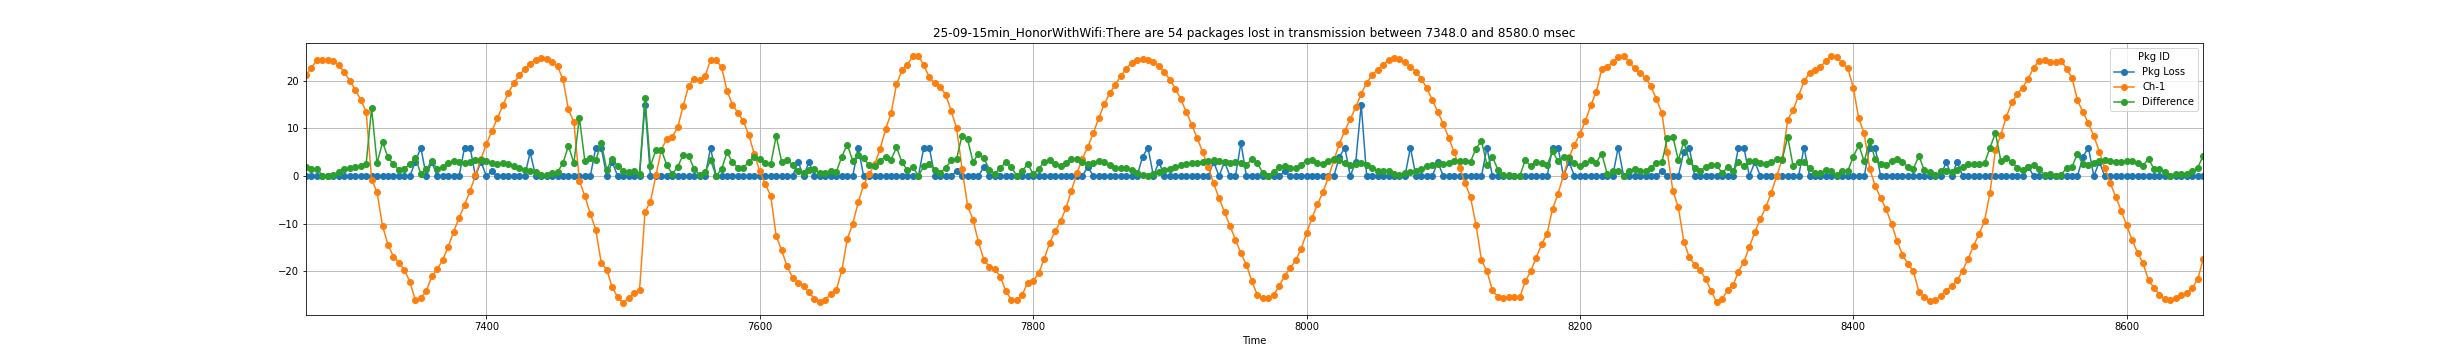 25-09-15min_HonorWithWifi:There are 54 packages lost in transmission between 7348.0 and 8580.0 msec
Pkg ID
Pkg Loss
Ch-1
Difference
20
10
0
−10
−20
7400 7600 7800 8000 8200 8400 8600
Time